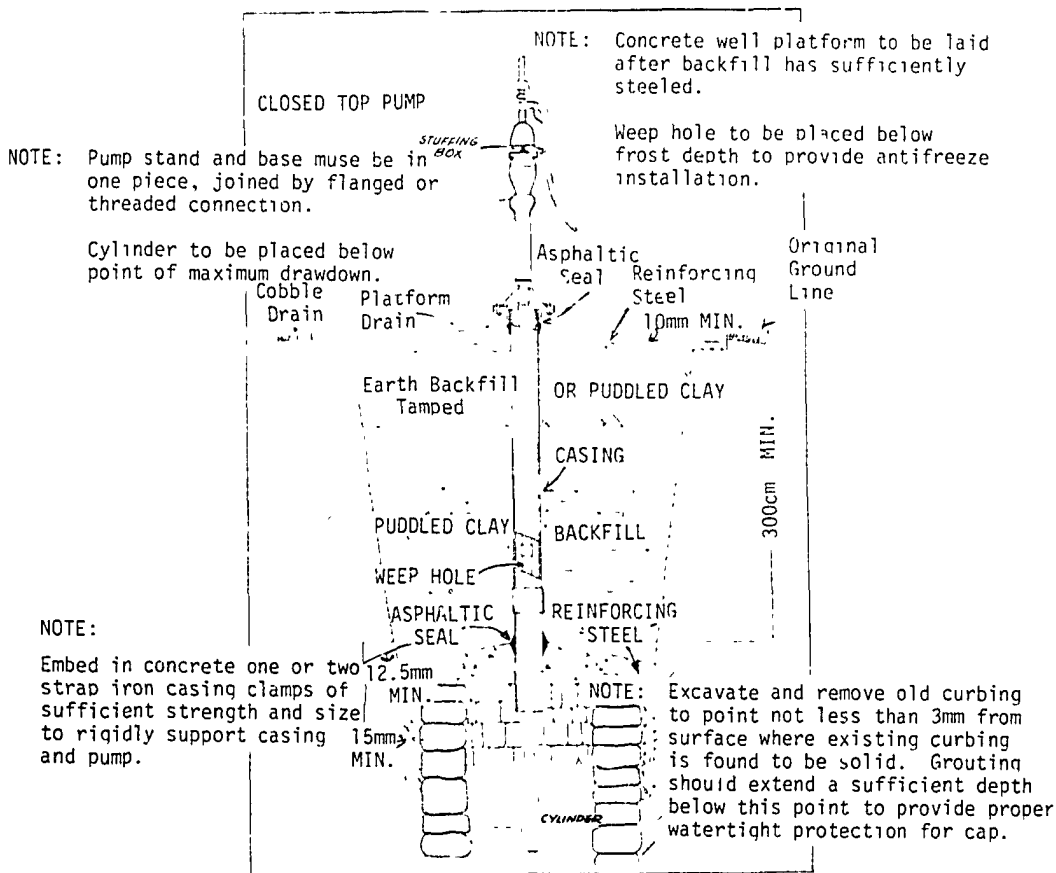 NOTE: Concrete well platform to be laid
after backfill has sufficiently
steeled.
Weep hole to be placed below
frost depth to provide antifreeze
installation.
CLOSED TOP PUMP
STUFFING
BOX
NOTE: Pump stand and base muse be in
one piece, joined by flanged or
threaded connection.
Cylinder to be placed below
point of maximum drawdown.
Cobble
Drain
Platform
Drain
Asphaltic
Seal
Reinforcing
Steel
10mm MIN.
Original
Ground
Line
Earth Backfill
Tamped
OR PUDDLED CLAY
CASING
300cm MIN.
PUDDLED CLAY
BACKFILL
WEEP HOLE
ASPHALTIC
SEAL
REINFORCING
STEEL
NOTE:
Embed in concrete one or two
strap iron casing clamps of
sufficient strength and size
to rigidly support casing
and pump.
12.5mm
MIN.
15mm
MIN.
NOTE: Excavate and remove old curbing
to point not less than 3mm from
surface where existing curbing
is found to be solid. Grouting
should extend a sufficient depth
below this point to provide proper
watertight protection for cap.
CYLINDER